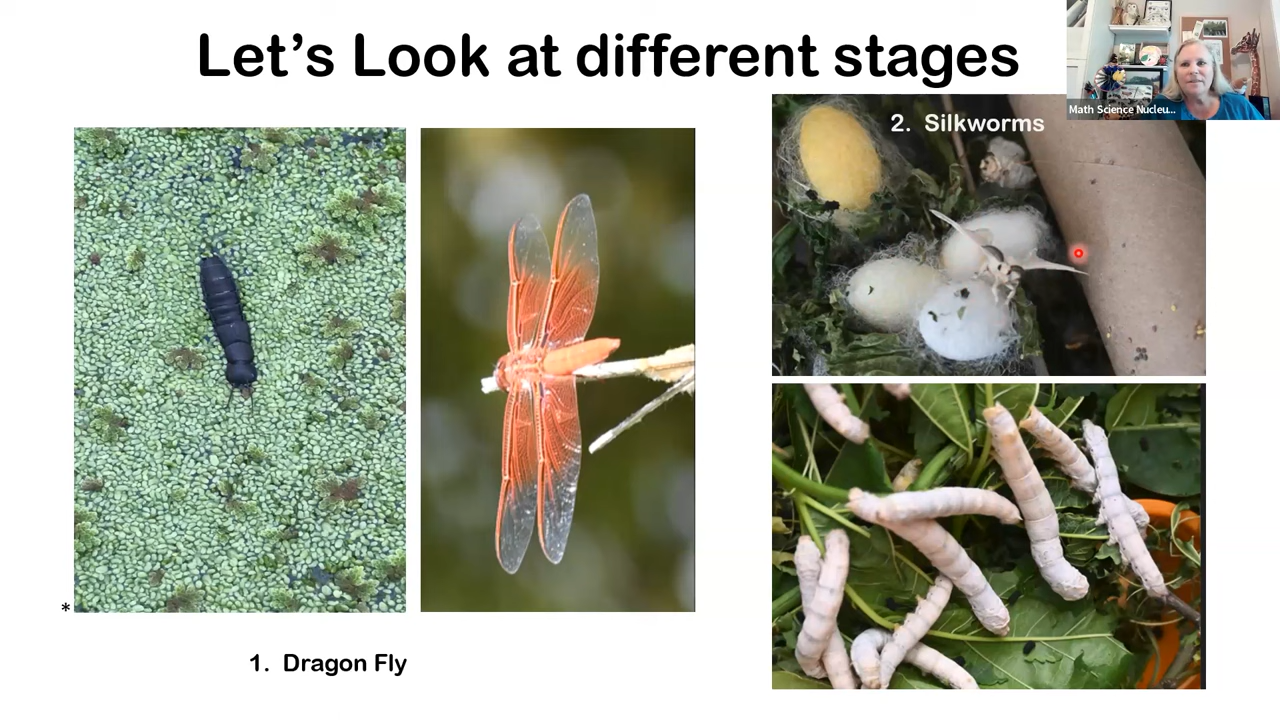 Let's Look at different stages
Math Science Nucleu...
2. Silkworms
*
1. Dragon Fly